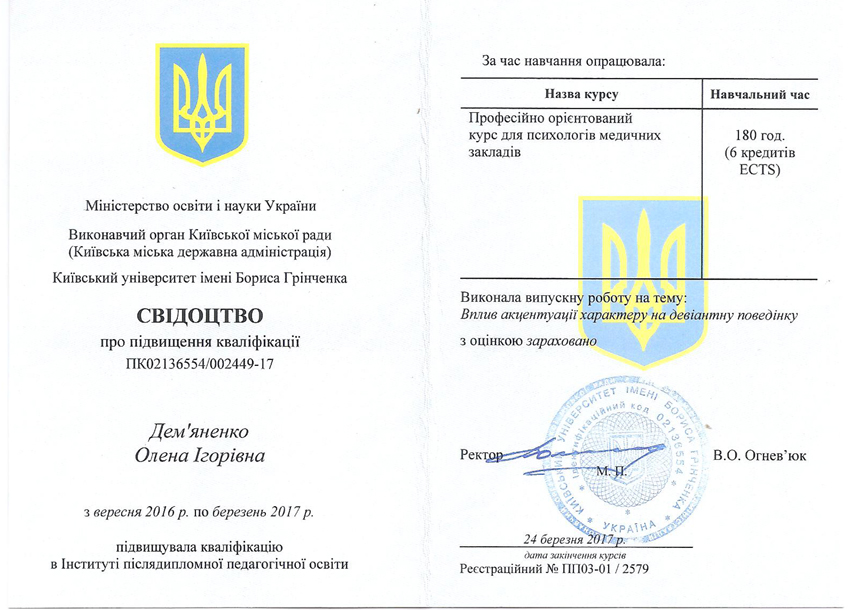 Міністерство освіти і науки України
Виконавчий орган Київської міської ради
(Київська міська державна адміністрація)
Київський університет імені Бориса Грінченка
СВІДОЦТВО
про підвищення кваліфікації
ПК02136554/002449-17
Дем'яненко
Олена Ігорівна
з вересня 2016 р. по березень 2017 р.
підвищувала кваліфікацію
в Інституті післядипломної педагогічної освіти
За час навчання опрацювала:
Назва курсу
Навчальний час
Професійно орієнтований
курс для психологів медичних
закладів
180 год.
(6 кредитів
ECTS)
Виконала випускну роботу на тему:
Вплив акцентуації характеру на девіантну поведінку
з оцінкою зараховано
КИЇВСЬКИЙ УНІВЕРСИТЕТ ІМЕНІ БОРИСА ГРІНЧЕНКА
Ідентифікаційний код 02136554
* УКРАЇНА *
Ректор
М. П.
В.О. Огнев’юк
24 березня 2017 р.
дата закінчення курсів
Реєстраційний № ПП03-01 / 2579